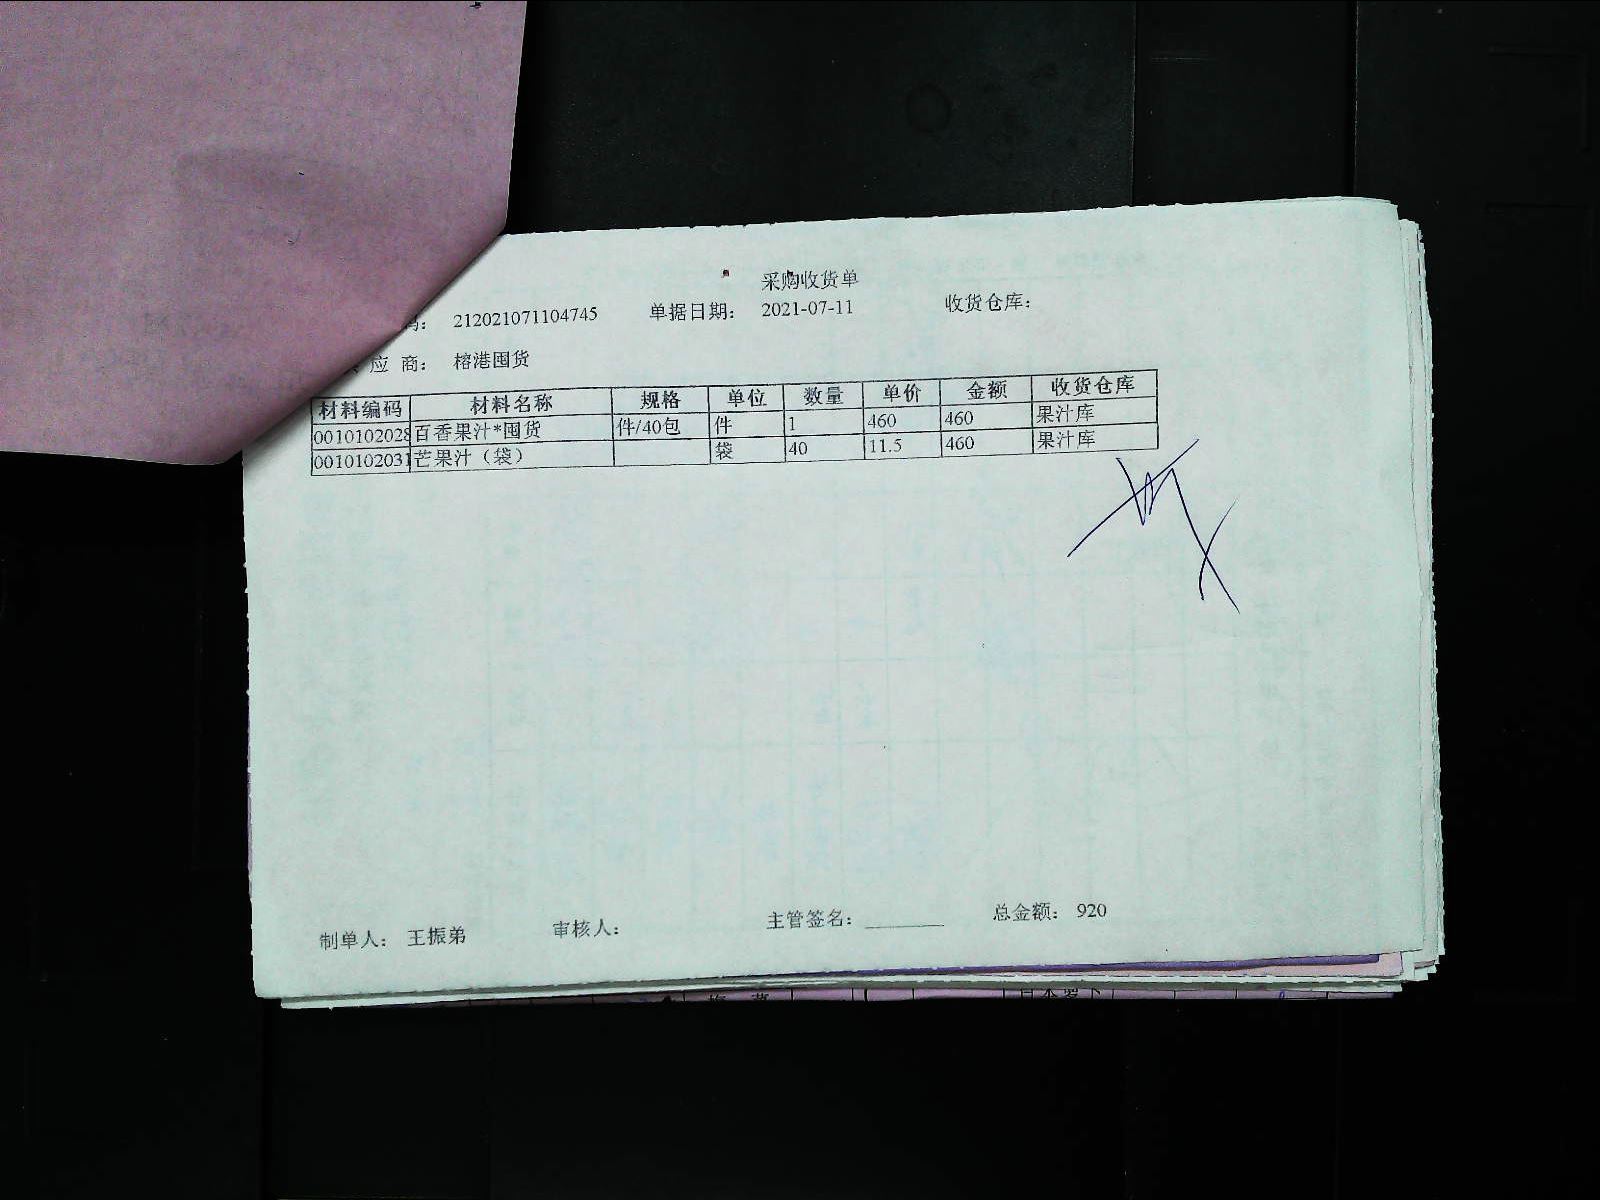 采购收货单
码: 212021071104745 单据日期: 2021-07-11 收货仓库:
应 商: 榕港囤货
材料编码 材料名称 规格 单位 数量 单价 金额 收货仓库
0010102028 百香果汁*囤货 件/40包 件 1 460 460 果汁库
0010102031 芒果汁（袋） 袋 40 11.5 460 果汁库
制单人: 王振弟 审核人: 主管签名: 总金额: 920